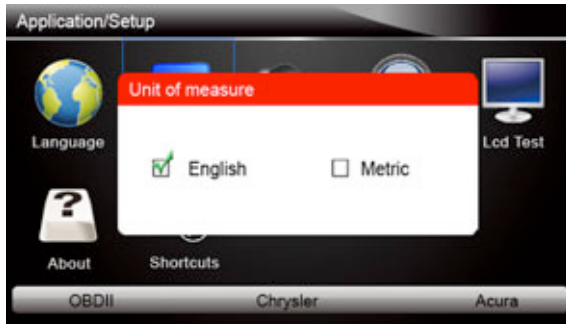 Application/Setup
Unit of measure
Language
Lcd Test
English
Metric
?
About
Shortcuts
OBDII
Chrysler
Acura